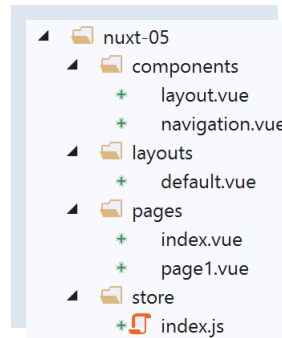 nuxt-05
components
layout.vue
navigation.vue
layouts
default.vue
pages
index.vue
page1.vue
store
index.js